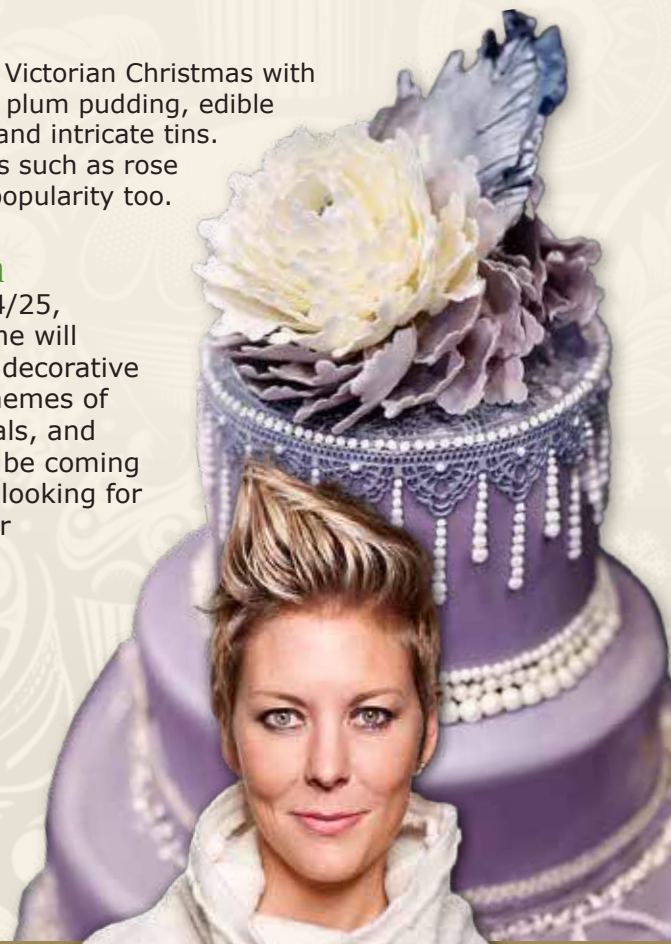 Victorian Christmas with
plum pudding, edible
and intricate tins.
s such as rose
popularity too.
4/25,
ne will
decorative
hemes of
als, and
be coming
looking for
r